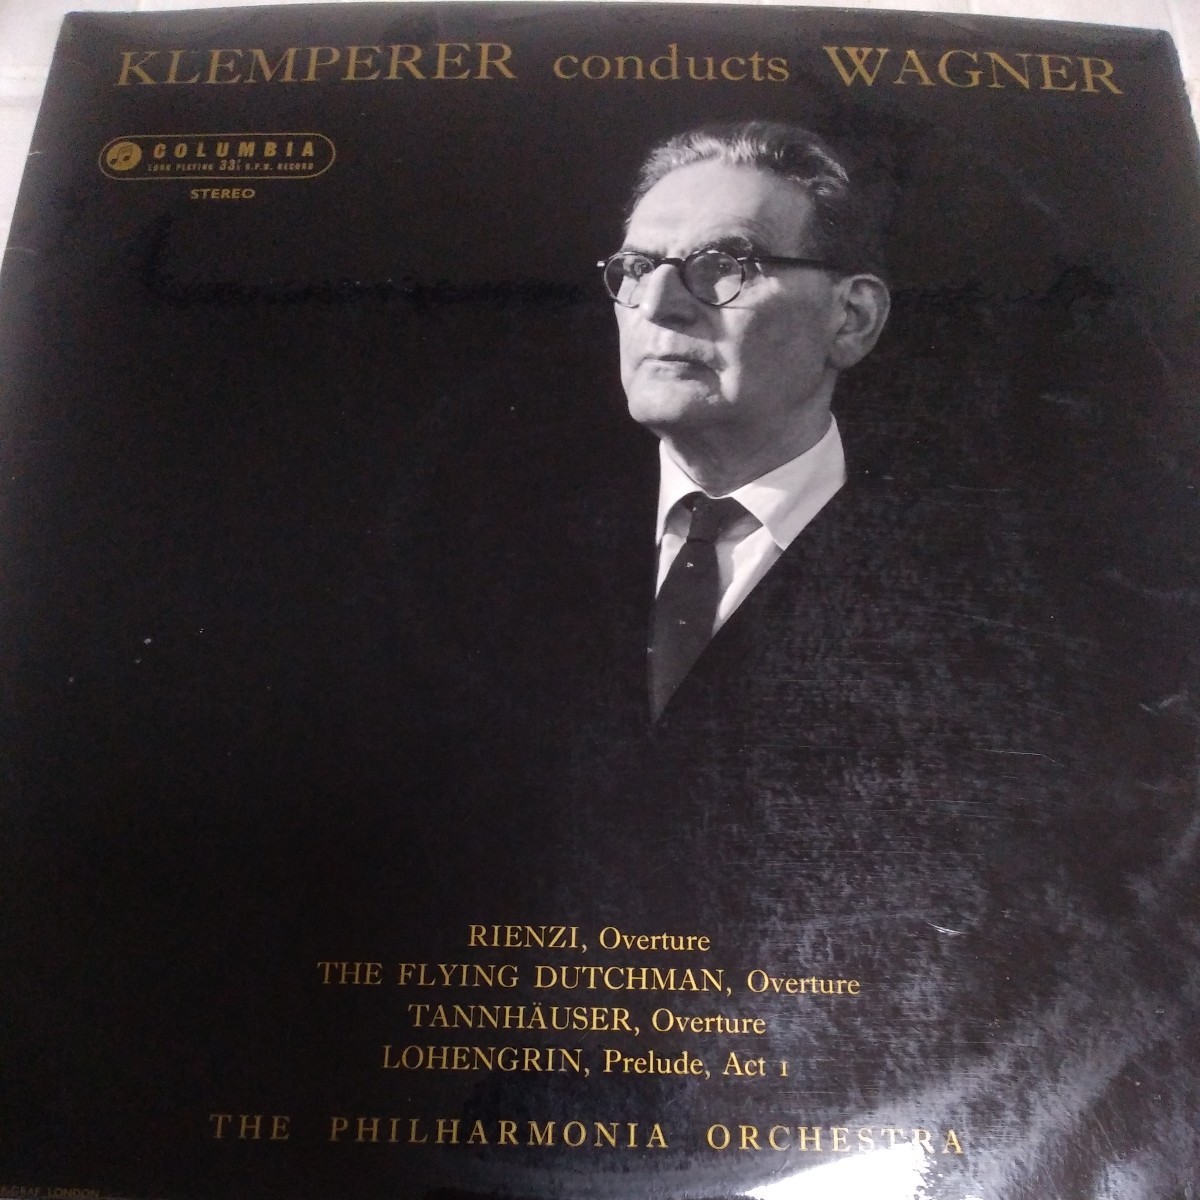 KLEMPERER conducts WAGNER
COLUMBIA
LONG PLAYING 33⅓ R.P.M. RECORD
STEREO
RIENZI, Overture
THE FLYING DUTCHMAN, Overture
TANNHÄUSER, Overture
LOHENGRIN, Prelude, Act I
THE PHILHARMONIA ORCHESTRA
LONDON